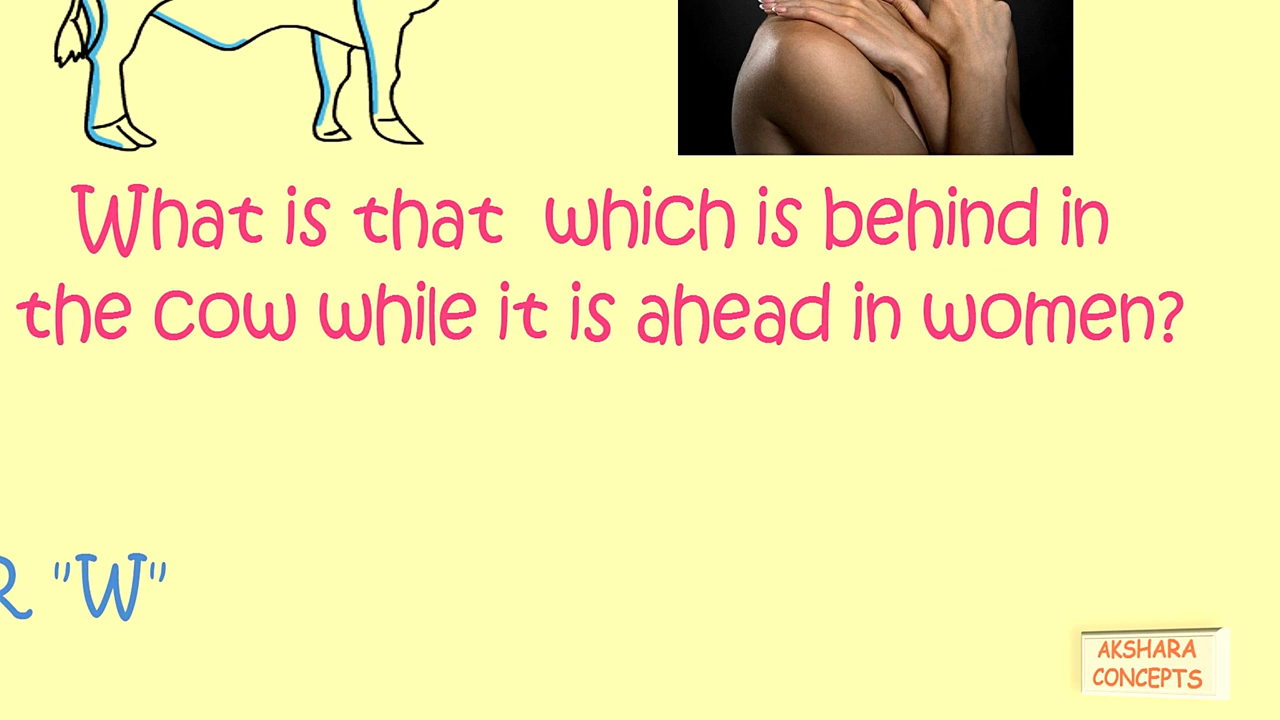 What is that which is behind in
the cow while it is ahead in women?
R "W"
AKSHARA
CONCEPTS